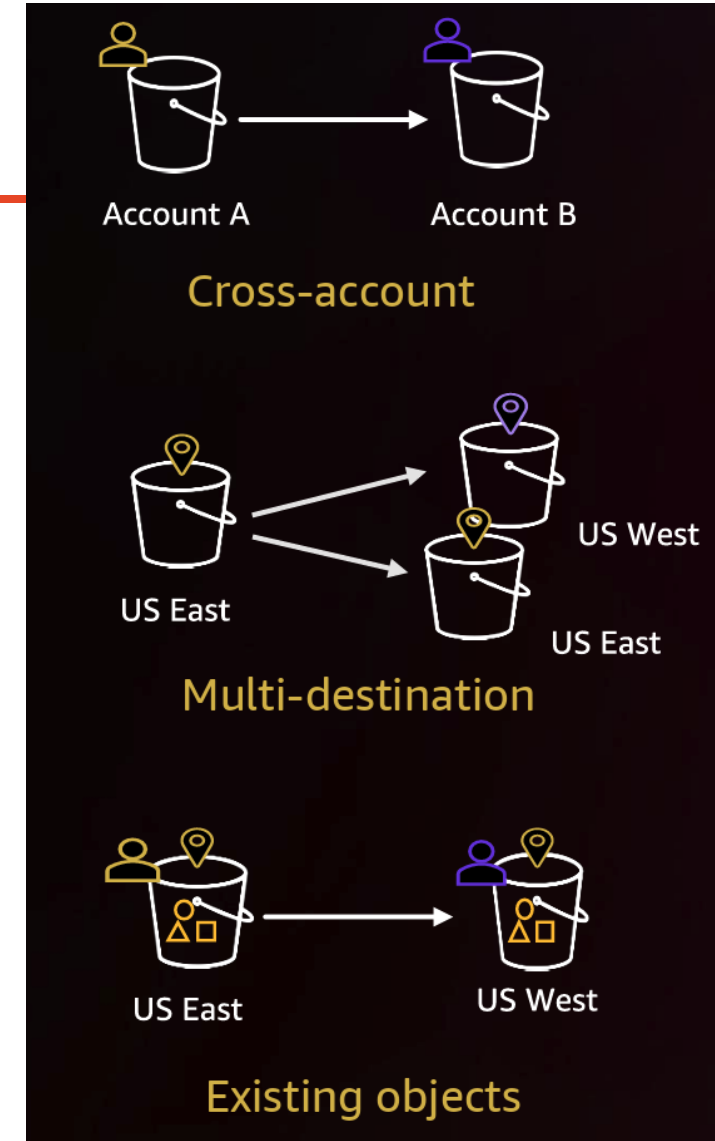 Account A
Account B
Cross-account
US West
US East
US East
Multi-destination
US East
US West
Existing objects